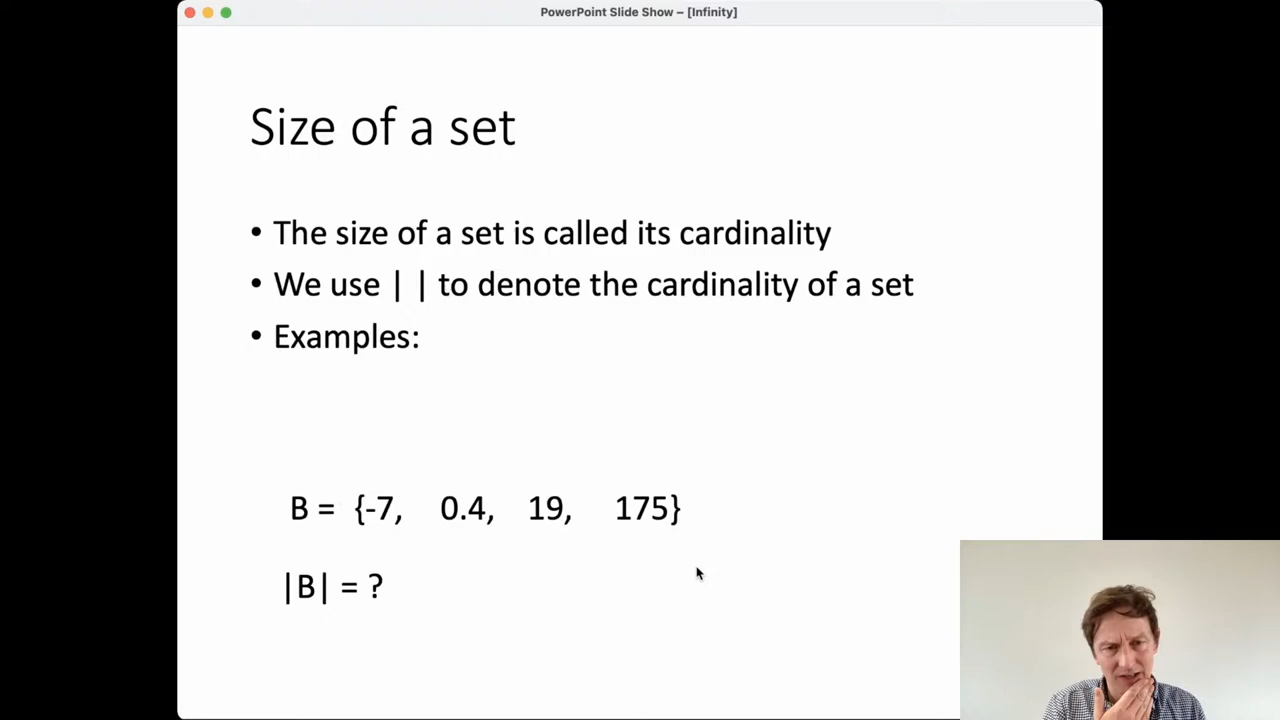 PowerPoint Slide Show – [Infinity]
Size of a set
• The size of a set is called its cardinality
• We use | | to denote the cardinality of a set
• Examples:
B = {-7, 0.4, 19, 175}
|B| = ?